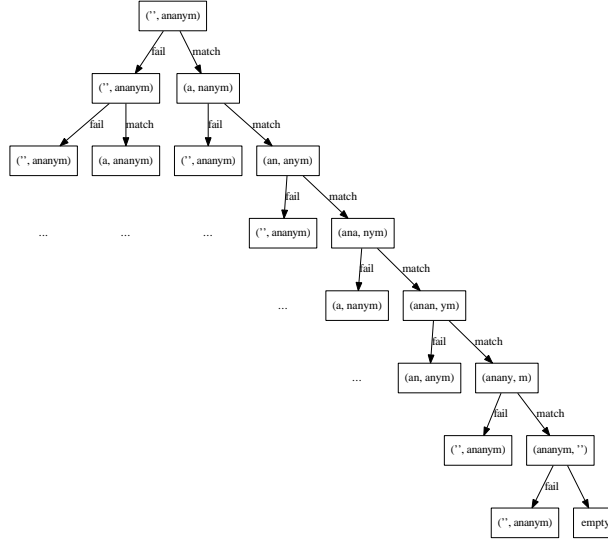 ('', ananym)
fail match
('', ananym) (a, nanym)
fail match fail match
('', ananym) (a, ananym) ('', ananym) (an, anym)
fail match
... ... ... ('', ananym) (ana, nym)
fail match
... (a, nanym) (anan, ym)
fail match
... (an, anym) (anany, m)
fail match
('', ananym) (ananym, '')
fail
('', ananym) empty